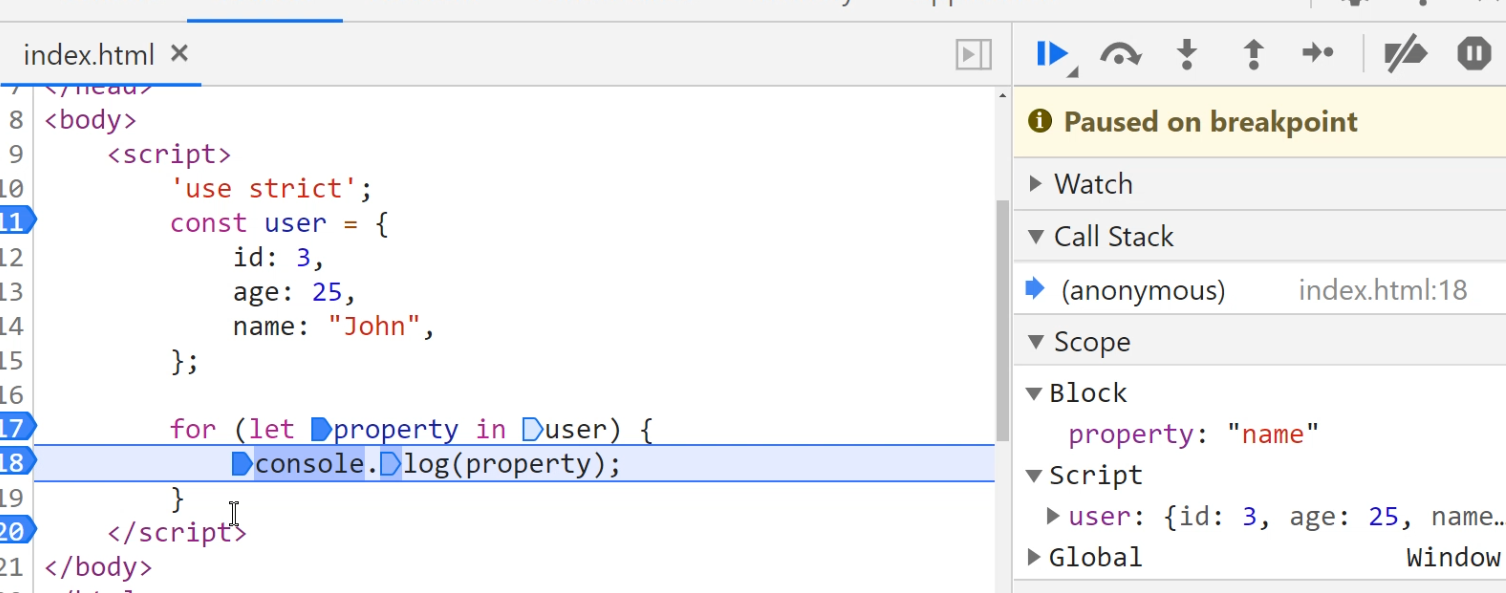 index.html ×
7 </head>
8 <body>
9 <script>
10 'use strict';
11 const user = {
12 id: 3,
13 age: 25,
14 name: "John",
15 };
16
17 for (let property in user) {
18 console.log(property);
19 }
20 </script>
21 </body>
Paused on breakpoint
Watch
Call Stack
(anonymous) index.html:18
Scope
Block
property: "name"
Script
user: {id: 3, age: 25, name…
Global Window